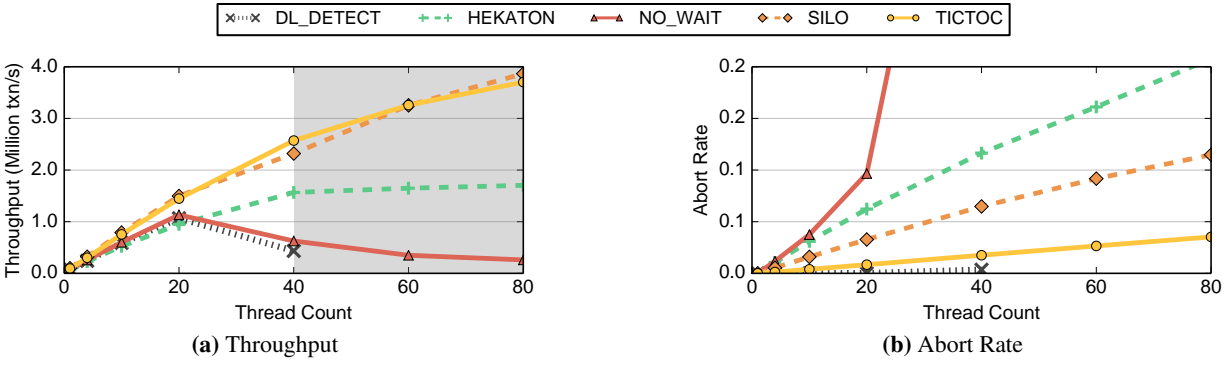 DL_DETECT HEKATON NO_WAIT SILO TICTOC
Throughput (Million txn/s)
4.0
3.0
2.0
1.0
0.0
0 20 40 60 80
Thread Count
(a) Throughput
Abort Rate
0.2
0.2
0.1
0.1
0.0
0 20 40 60 80
Thread Count
(b) Abort Rate